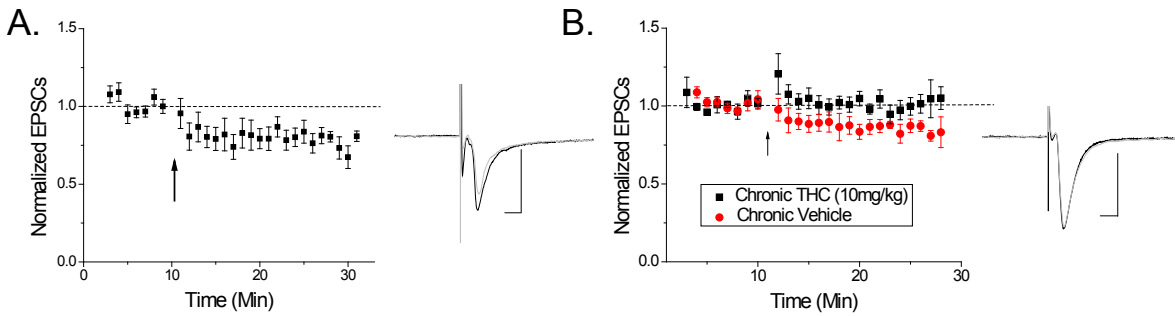 A.
1.5
1.0
0.5
0.0
Normalized EPSCs
0
10
20
30
Time (Min)
B.
1.5
1.0
0.5
0.0
Normalized EPSCs
Chronic THC (10mg/kg)
Chronic Vehicle
0
10
20
30
Time (Min)